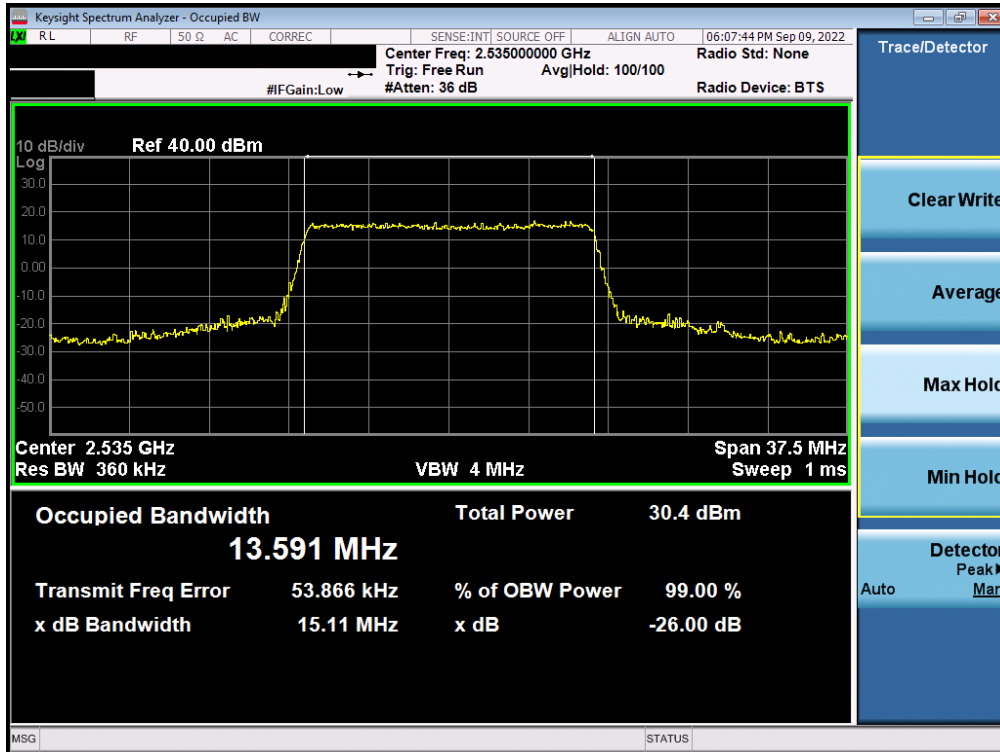 Keysight Spectrum Analyzer - Occupied BW
LXI RL RF 50 Ω AC CORREC SENSE:INT SOURCE OFF ALIGN AUTO 06:07:44 PM Sep 09, 2022
Center Freq: 2.535000000 GHz Radio Std: None
Trig: Free Run Avg|Hold: 100/100
#IFGain:Low #Atten: 36 dB Radio Device: BTS
Trace/Detector
10 dB/div Ref 40.00 dBm
Log
30.0
20.0
10.0
0.00
-10.0
-20.0
-30.0
-40.0
-50.0
Center 2.535 GHz Span 37.5 MHz
Res BW 360 kHz VBW 4 MHz Sweep 1 ms
Occupied Bandwidth Total Power 30.4 dBm
13.591 MHz
Transmit Freq Error 53.866 kHz % of OBW Power 99.00 %
x dB Bandwidth 15.11 MHz x dB -26.00 dB
Clear Write
Average
Max Hold
Min Hold
Detector
Peak
Auto Man
MSG STATUS